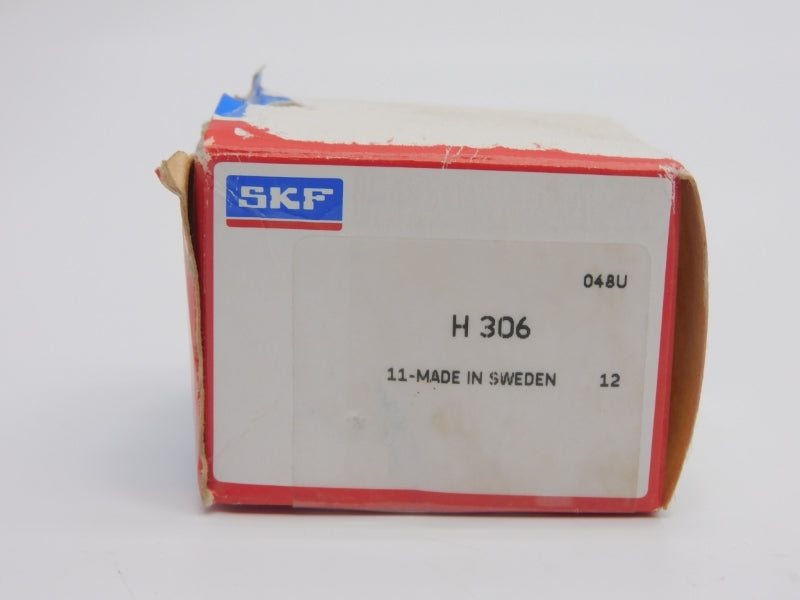 SKF
048U
H 306
11-MADE IN SWEDEN 12